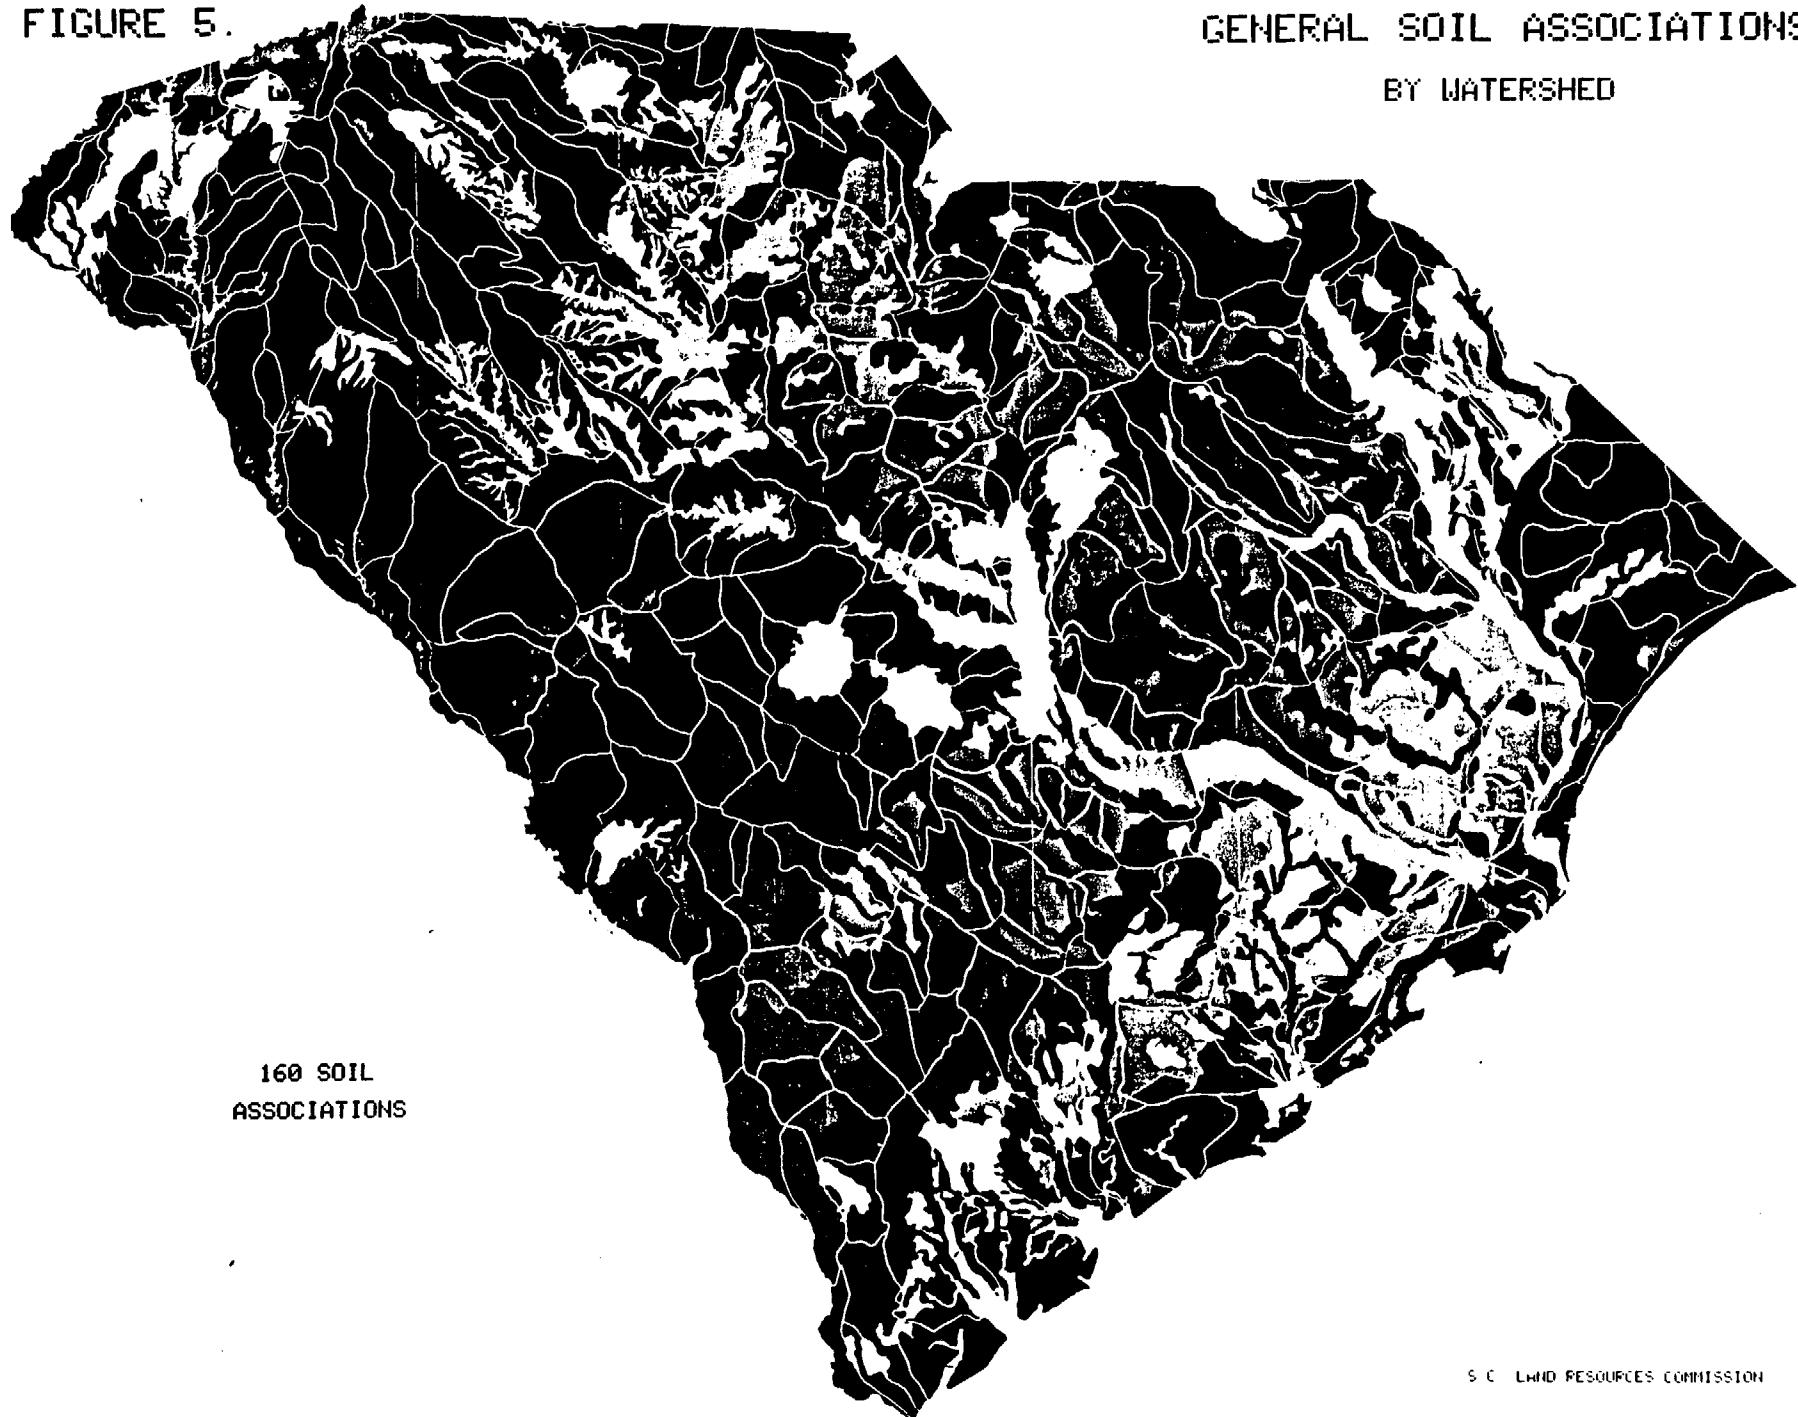 FIGURE 5.
GENERAL SOIL ASSOCIATIONS
BY WATERSHED
160 SOIL
ASSOCIATIONS
S C LAND RESOURCES COMMISSION